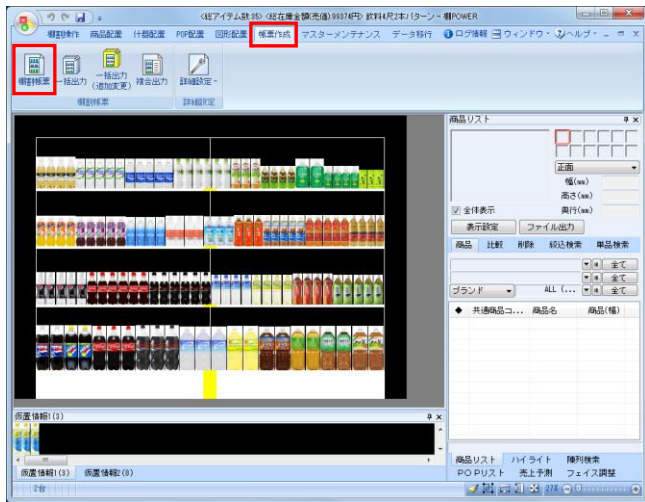 〈総アイテム数 35〉〈総在庫金額(売価) 99374円〉 飲料4尺2本パターン - 棚POWER
棚割操作 商品配置 什器配置 POP配置 図形配置 帳票作成 マスターメンテナンス データ移行 ログ情報 ウィンドウ ヘルプ
棚割帳票 一括出力 一括出力(追加変更) 複合出力 詳細設定
棚割帳票 詳細設定
商品リスト
正面
幅(mm)
高さ(mm)
全体表示 奥行(mm)
表示設定 ファイル出力
商品 比較 削除 絞込検索 単品検索
全て
全て
ブランド ALL (... 全て
◆ 共通商品コ... 商品名 商品(幅)
仮置情報1(3)
仮置情報1(3) 仮置情報2(0)
商品リスト ハイライト 陳列検索
POPリスト 売上予測 フェイス調整
2台 27%